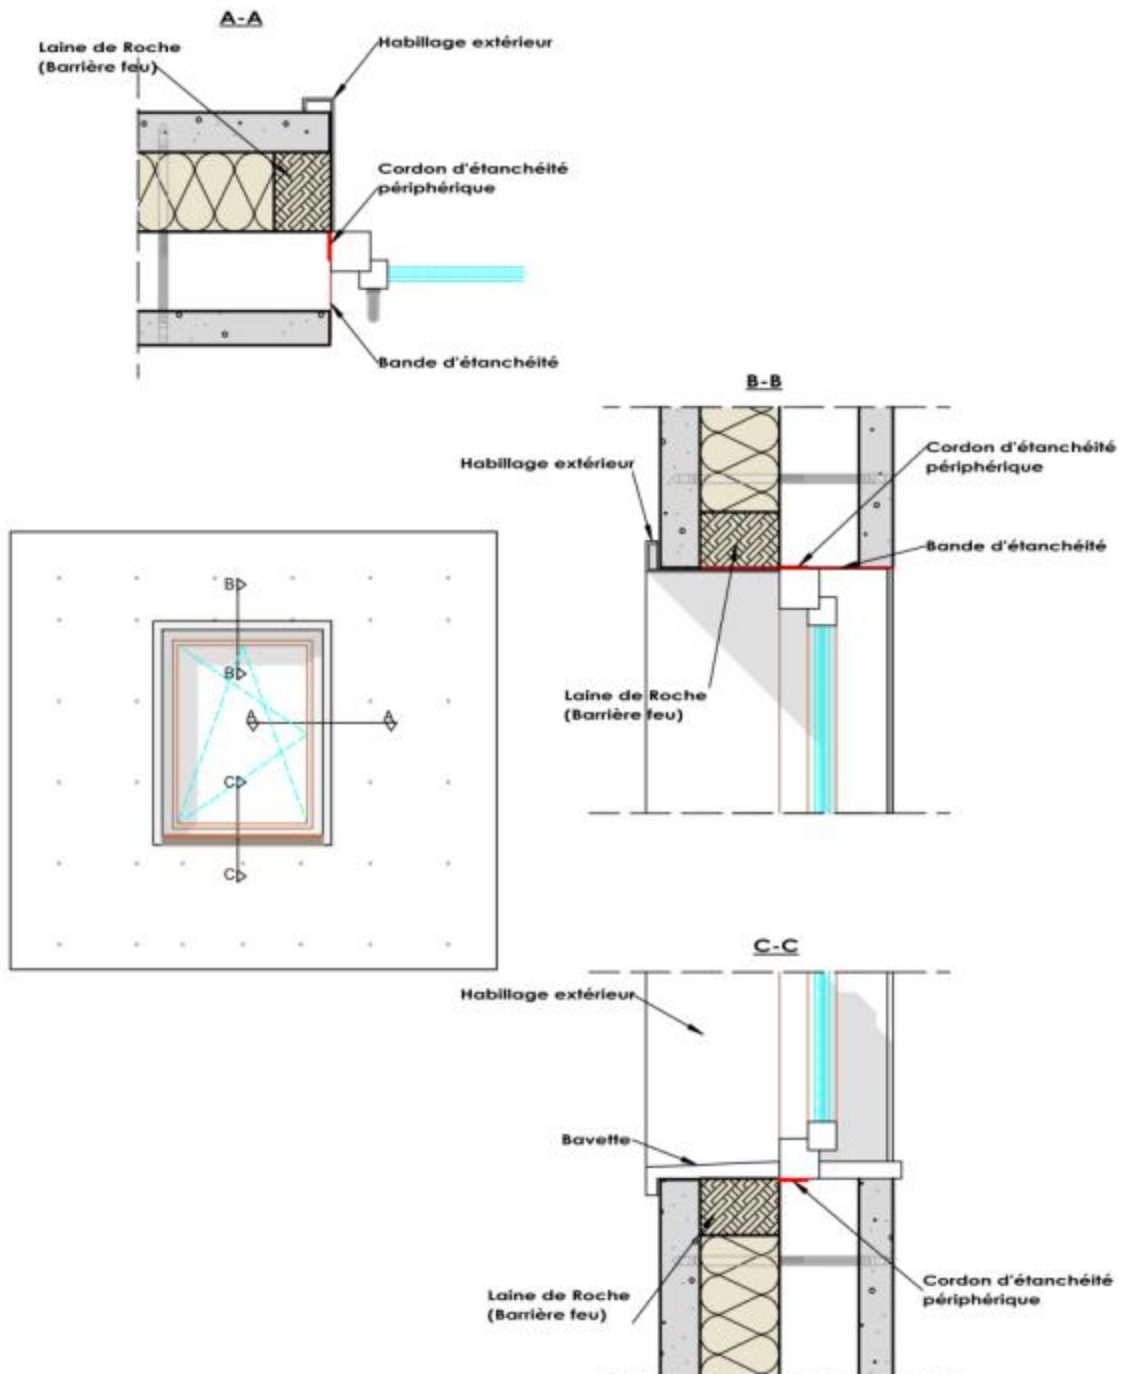 A-A
Laine de Roche
(Barrière feu)
Habillage extérieur
Cordon d'étanchéité
périphérique
Bande d'étanchéité
B-B
Habillage extérieur
Cordon d'étanchéité
périphérique
Bande d'étanchéité
Laine de Roche
(Barrière feu)
B
B
A
A
C
C
C-C
Habillage extérieur
Bavette
Laine de Roche
(Barrière feu)
Cordon d'étanchéité
périphérique